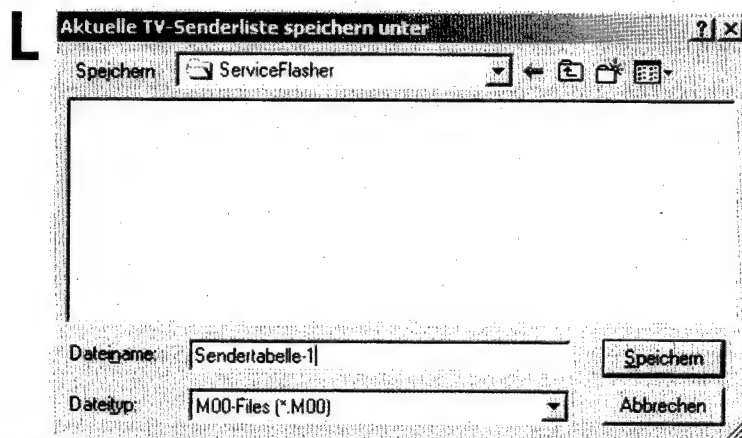 L
Aktuelle TV-Senderliste speichern unter
Speichern ServiceFlasher
Dateiname: Sendertabelle-1
Speichern
Dateityp: M00-Files (*.M00)
Abbrechen